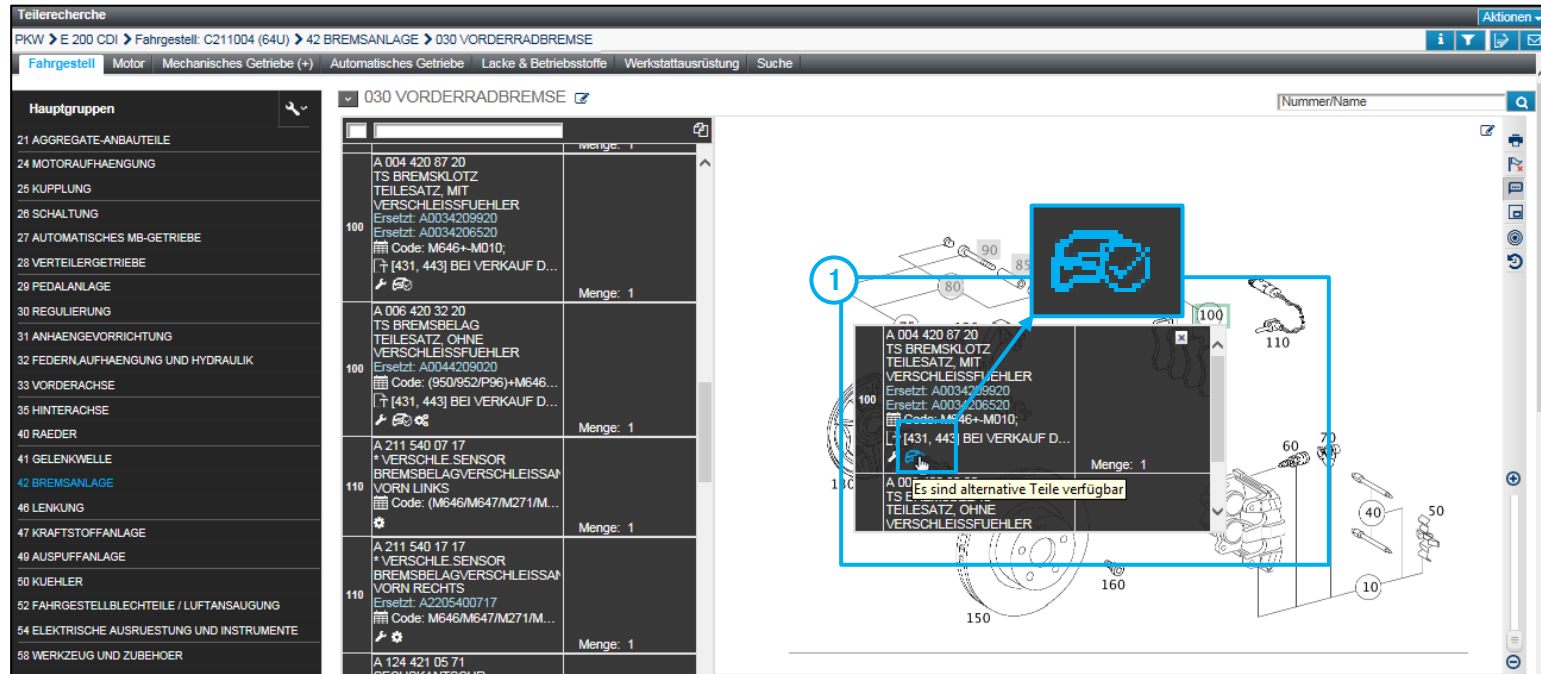 Teilerecherche
Aktionen
PKW > E 200 CDI > Fahrgestell: C211004 (64U) > 42 BREMSANLAGE > 030 VORDERRADBREMSE
Fahrgestell Motor Mechanisches Getriebe (+) Automatisches Getriebe Lacke & Betriebsstoffe Werkstattausrüstung Suche
Hauptgruppen
21 AGGREGATE-ANBAUTEILE
24 MOTORAUFHAENGUNG
25 KUPPLUNG
26 SCHALTUNG
27 AUTOMATISCHES MB-GETRIEBE
28 VERTEILERGETRIEBE
29 PEDALANLAGE
30 REGULIERUNG
31 ANHAENGEVORRICHTUNG
32 FEDERN,AUFHAENGUNG UND HYDRAULIK
33 VORDERACHSE
35 HINTERACHSE
40 RAEDER
41 GELENKWELLE
42 BREMSANLAGE
46 LENKUNG
47 KRAFTSTOFFANLAGE
49 AUSPUFFANLAGE
50 KUEHLER
52 FAHRGESTELLBLECHTEILE / LUFTANSAUGUNG
54 ELEKTRISCHE AUSRUESTUNG UND INSTRUMENTE
58 WERKZEUG UND ZUBEHOER
030 VORDERRADBREMSE
Nummer/Name
Menge: 1
100
A 004 420 87 20
TS BREMSKLOTZ
TEILESATZ, MIT
VERSCHLEISSFUEHLER
Ersetzt: A0034209920
Ersetzt: A0034206520
Code: M646+-M010;
[431, 443] BEI VERKAUF D...
Menge: 1
100
A 006 420 32 20
TS BREMSBELAG
TEILESATZ, OHNE
VERSCHLEISSFUEHLER
Ersetzt: A0044209020
Code: (950/952/P96)+M646...
[431, 443] BEI VERKAUF D...
Menge: 1
110
A 211 540 07 17
* VERSCHLE.SENSOR
BREMSBELAGVERSCHLEISSAN
VORN LINKS
Code: (M646/M647/M271/M...
Menge: 1
110
A 211 540 17 17
* VERSCHLE.SENSOR
BREMSBELAGVERSCHLEISSAN
VORN RECHTS
Ersetzt: A2205400717
Code: M646/M647/M271/M...
Menge: 1
A 124 421 05 71
90
85
80
1
100
110
100
A 004 420 87 20
TS BREMSKLOTZ
TEILESATZ, MIT
VERSCHLEISSFUEHLER
Ersetzt: A0034209920
Ersetzt: A0034206520
Code: M646+-M010;
[431, 443] BEI VERKAUF D...
Menge: 1
Es sind alternative Teile verfügbar
TEILESATZ, OHNE
VERSCHLEISSFUEHLER
60
70
40
50
10
160
150